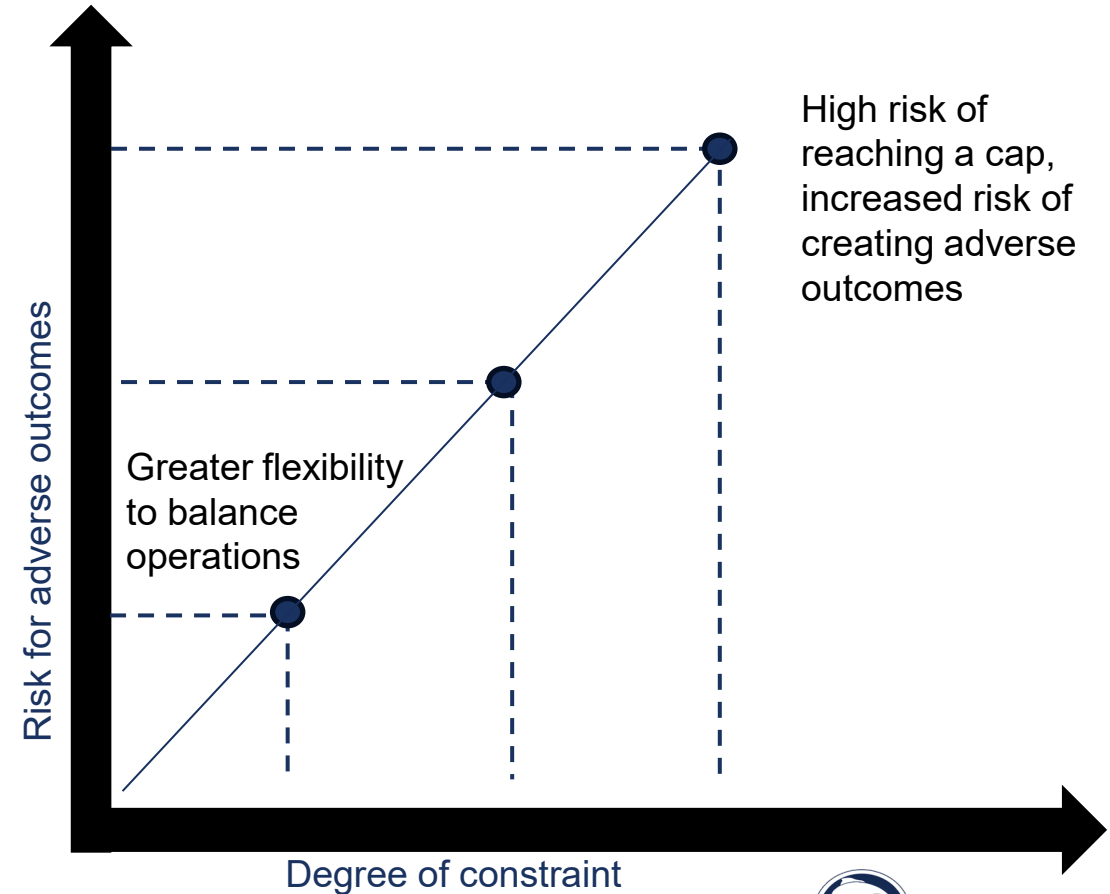 High risk of
reaching a cap,
increased risk of
creating adverse
outcomes
Greater flexibility
to balance
operations
Risk for adverse outcomes
Degree of constraint